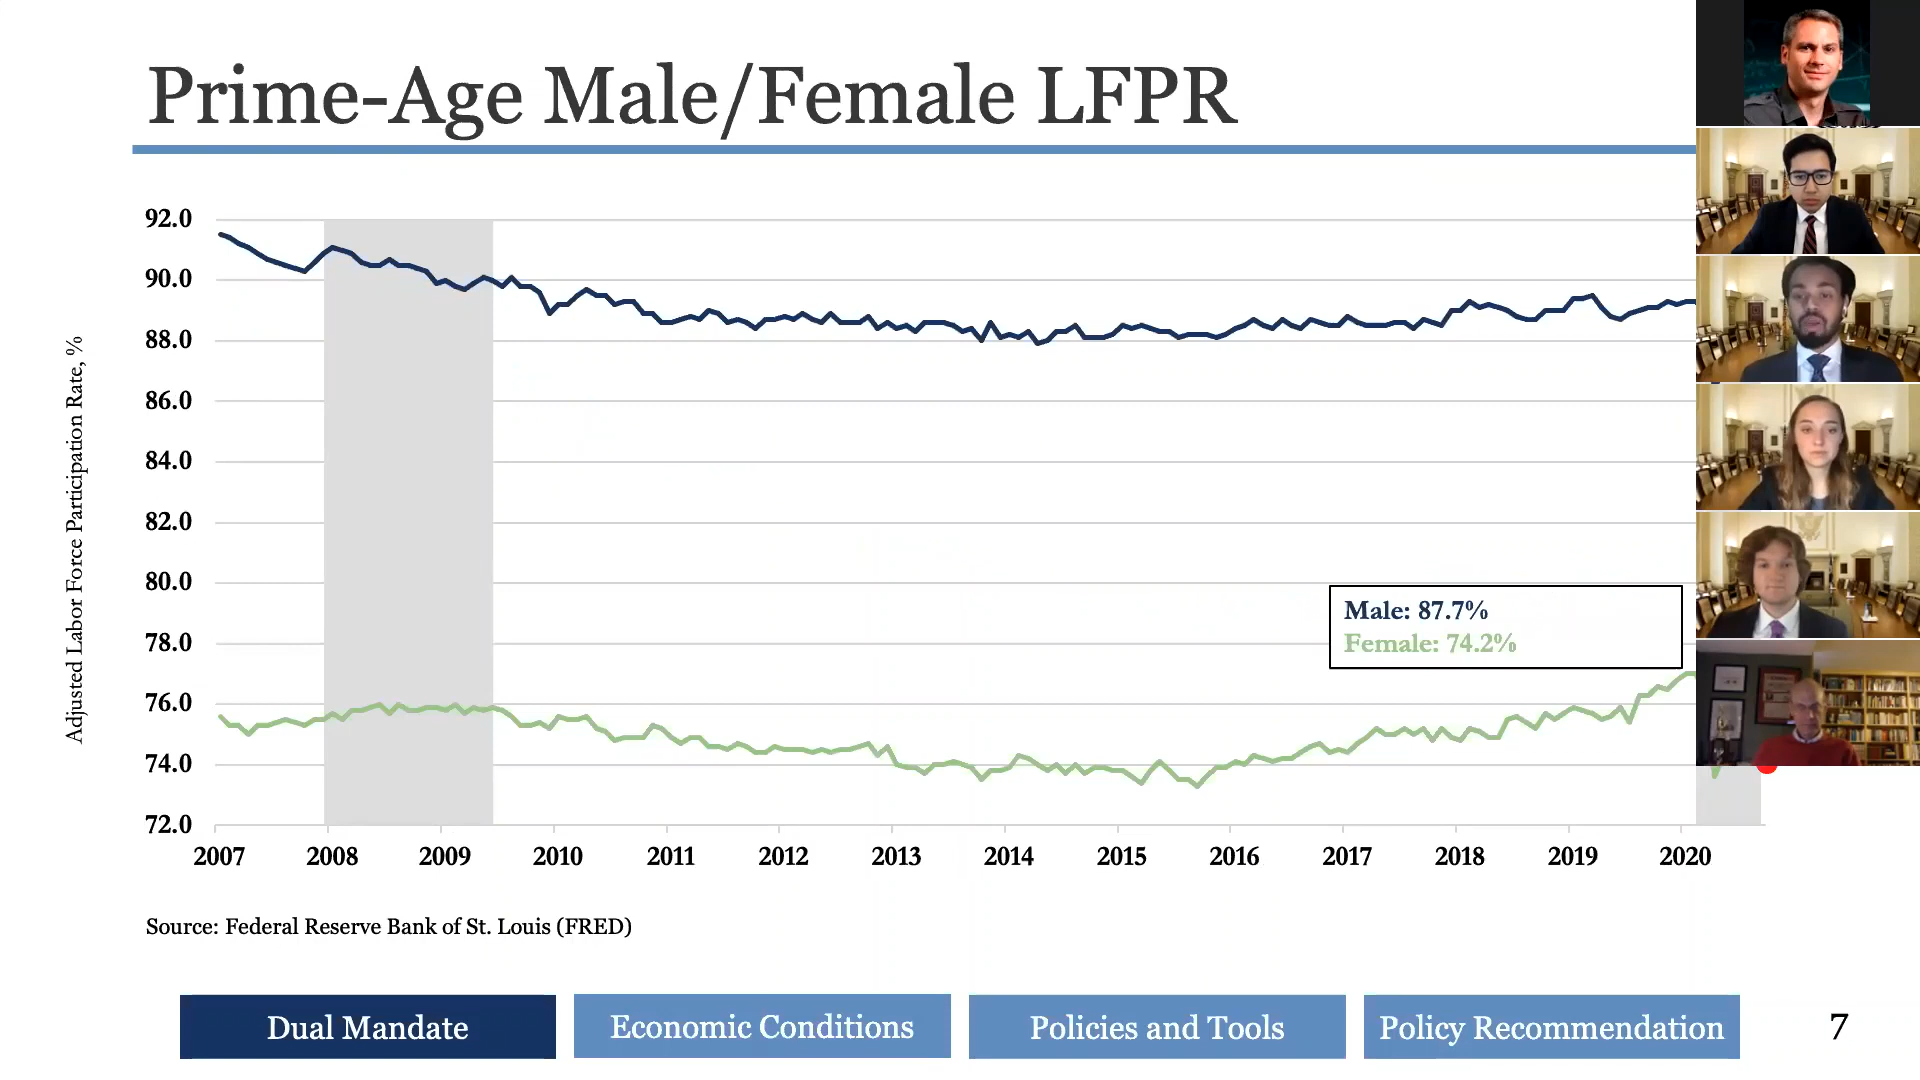 Prime-Age Male/Female LFPR
Adjusted Labor Force Participation Rate, %
92.0
90.0
88.0
86.0
84.0
82.0
80.0
78.0
76.0
74.0
72.0
Male: 87.7%
Female: 74.2%
2007 2008 2009 2010 2011 2012 2013 2014 2015 2016 2017 2018 2019 2020
Source: Federal Reserve Bank of St. Louis (FRED)
Dual Mandate
Economic Conditions
Policies and Tools
Policy Recommendation
7